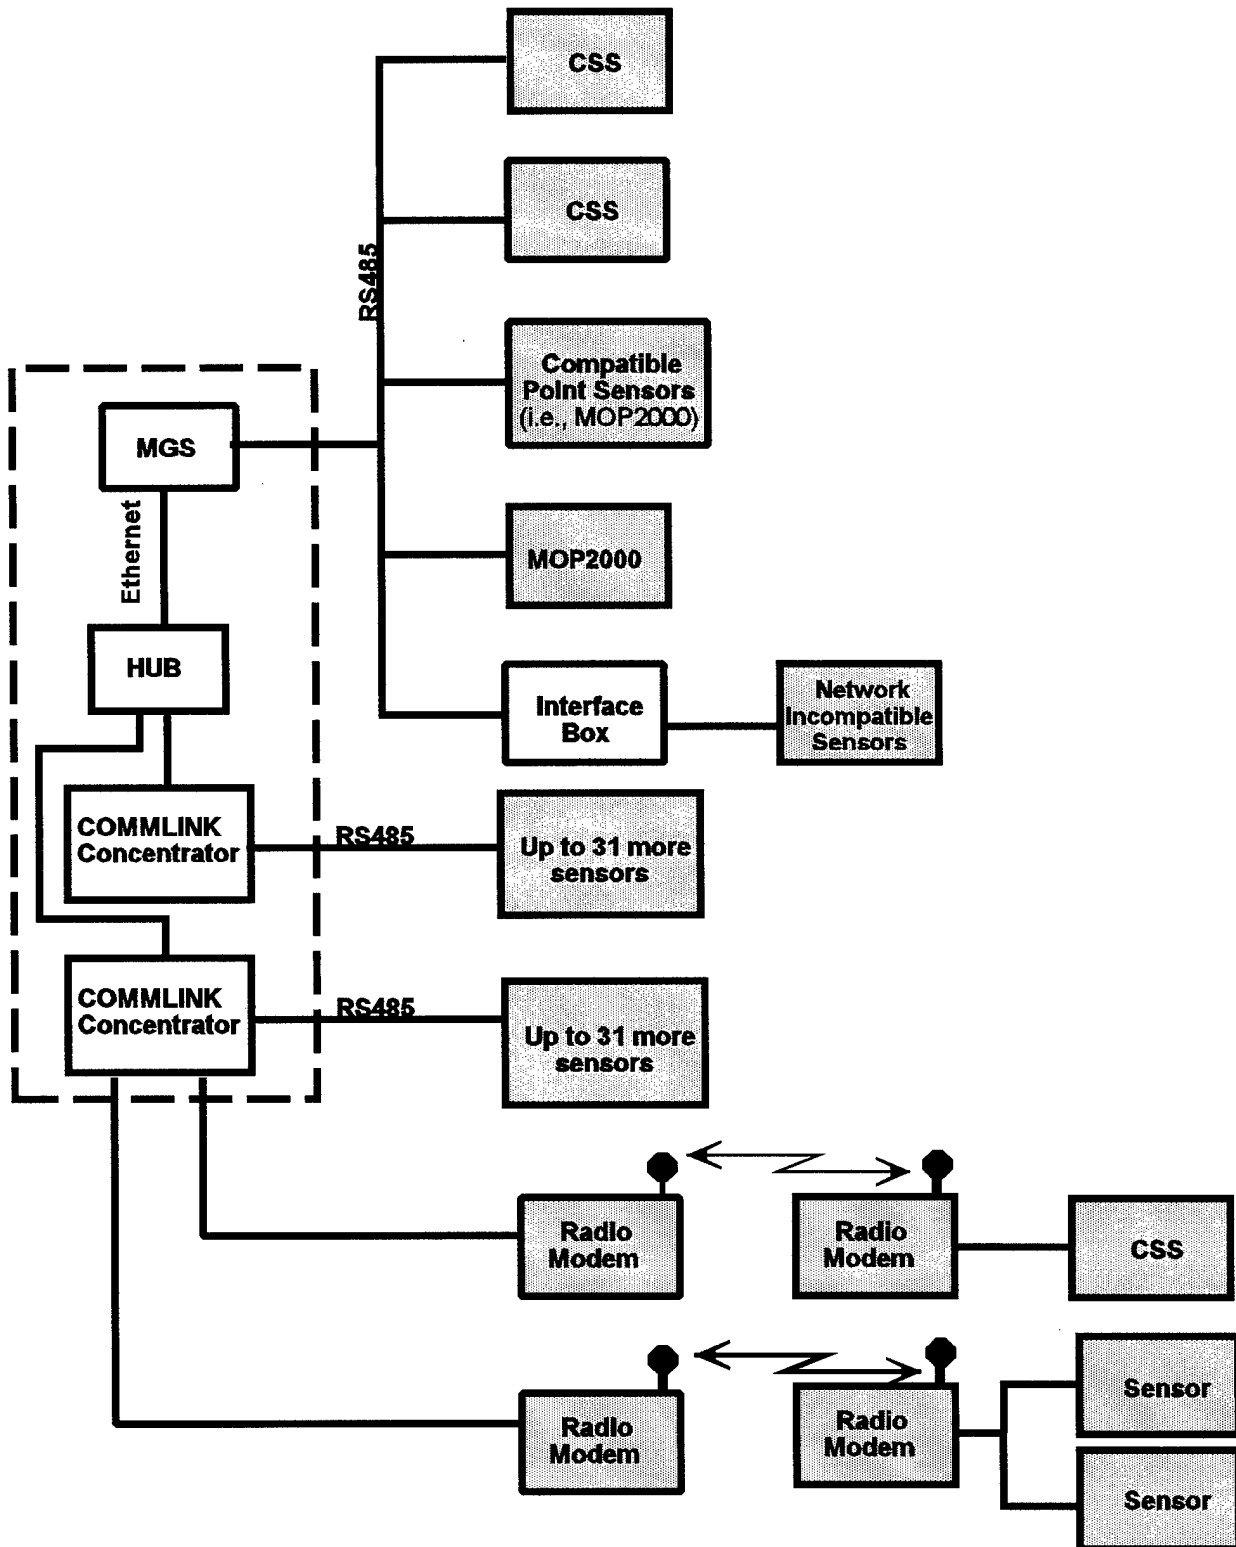 CSS
CSS
RS485
Compatible
Point Sensors
(i.e., MOP2000)
MGS
Ethernet
MOP2000
HUB
Interface
Box
Network
Incompatible
Sensors
COMMLINK
Concentrator
RS485
Up to 31 more
sensors
COMMLINK
Concentrator
RS485
Up to 31 more
sensors
Radio
Modem
Radio
Modem
CSS
Radio
Modem
Radio
Modem
Sensor
Sensor